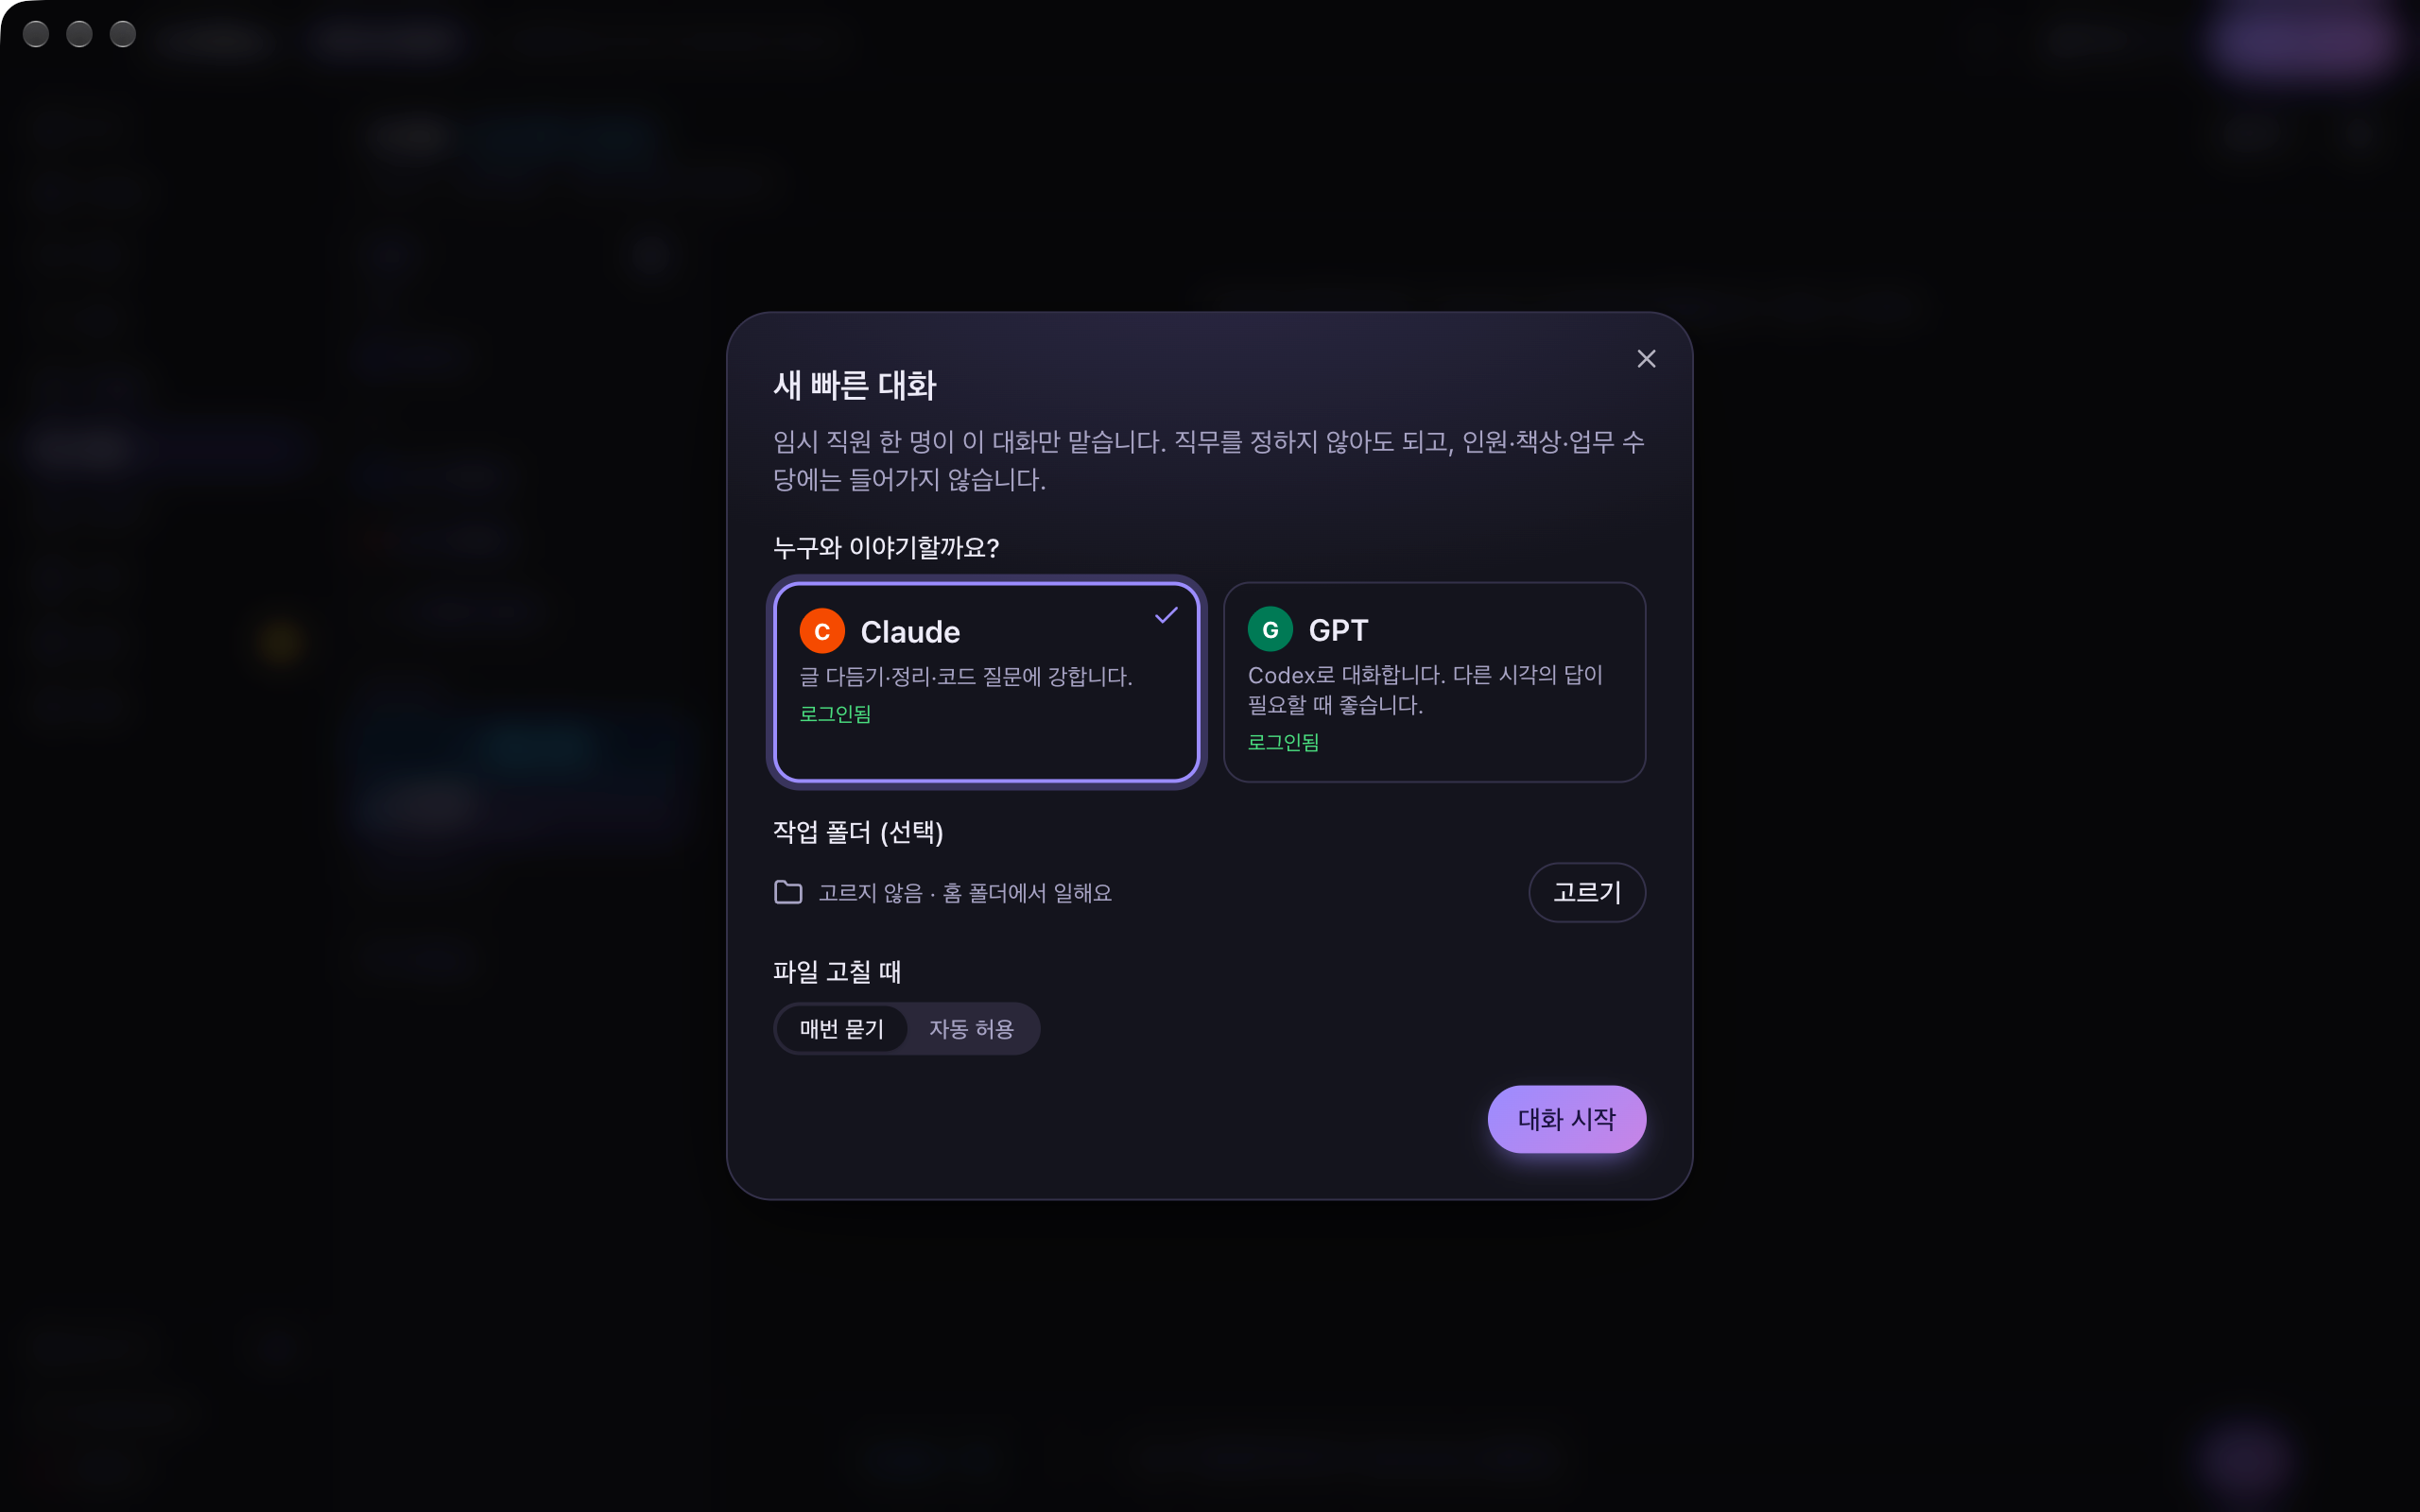 새 빠른 대화
임시 직원 한 명이 이 대화만 맡습니다. 직무를 정하지 않아도 되고, 인원·책상·업무 수
당에는 들어가지 않습니다.
누구와 이야기할까요?
C Claude
글 다듬기·정리·코드 질문에 강합니다.
로그인됨
G GPT
Codex로 대화합니다. 다른 시각의 답이
필요할 때 좋습니다.
로그인됨
작업 폴더 (선택)
고르지 않음 · 홈 폴더에서 일해요
고르기
파일 고칠 때
매번 묻기 자동 허용
대화 시작